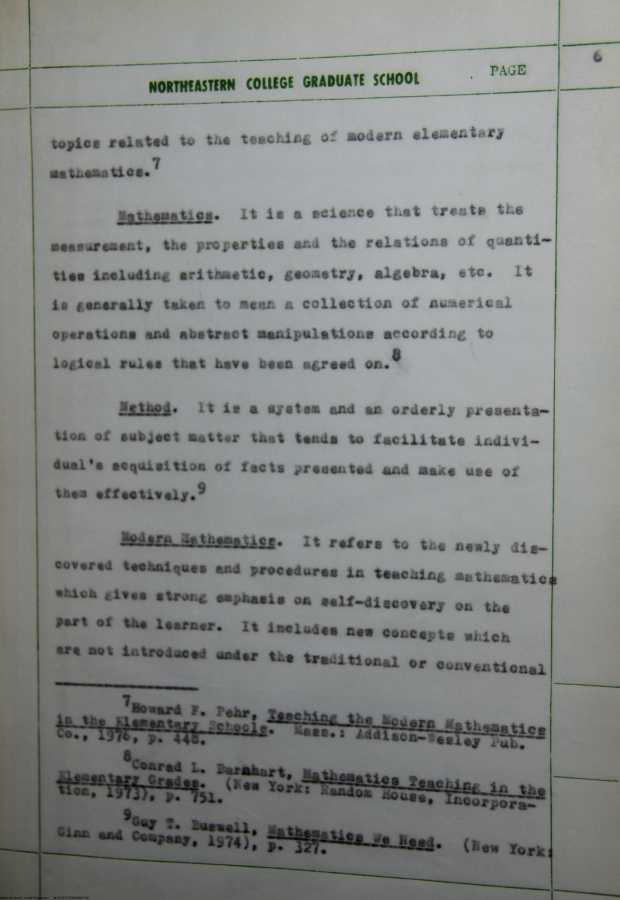 NORTHEASTERN COLLEGE GRADUATE SCHOOL PAGE 6
topics related to the teaching of modern elementary
mathematics.7
Mathematics. It is a science that treats the
measurement, the properties and the relations of quanti-
ties including arithmetic, geometry, algebra, etc. It
is generally taken to mean a collection of numerical
operations and abstract manipulations according to
logical rules that have been agreed on.8
Method. It is a system and an orderly presenta-
tion of subject matter that tends to facilitate indivi-
dual's acquisition of facts presented and make use of
them effectively.9
Modern Mathematics. It refers to the newly dis-
covered techniques and procedures in teaching mathematics
which gives strong emphasis on self-discovery on the
part of the learner. It includes new concepts which
are not introduced under the traditional or conventional
7Howard F. Fehr, Teaching the Modern Mathematics
in the Elementary Schools. Mass.: Addison-Wesley Pub.
Co., 1976, p. 448.
8Conrad L. Barnhart, Mathematics Teaching in the
Elementary Grades. (New York: Random House, Incorpora-
tion, 1973), p. 751.
9Guy T. Buswell, Mathematics We Need. (New York:
Ginn and Company, 1974), p. 327.